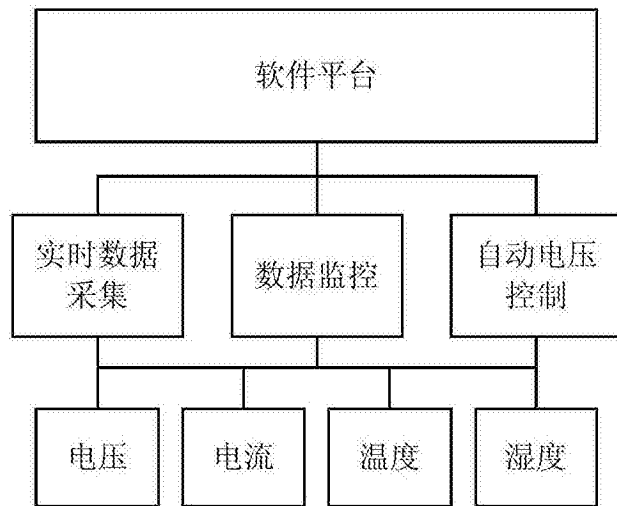 软件平台
实时数据
采集
数据监控
自动电压
控制
电压
电流
温度
湿度